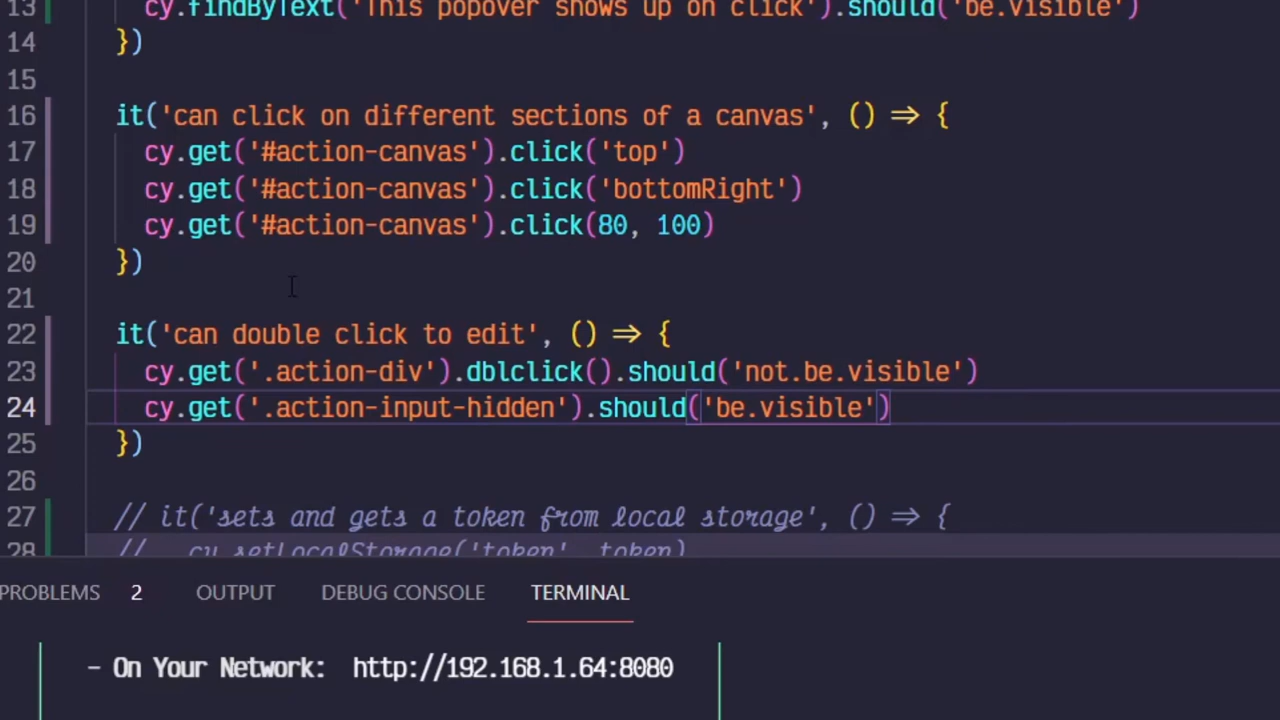 13 cy.findByText('This popover shows up on click').should('be.visible')
14 })
15
16 it('can click on different sections of a canvas', () => {
17 cy.get('#action-canvas').click('top')
18 cy.get('#action-canvas').click('bottomRight')
19 cy.get('#action-canvas').click(80, 100)
20 })
21
22 it('can double click to edit', () => {
23 cy.get('.action-div').dblclick().should('not.be.visible')
24 cy.get('.action-input-hidden').should('be.visible')
25 })
26
27 // it('sets and gets a token from local storage', () => {
28 // cy.setLocalStorage('token', token)
PROBLEMS 2 OUTPUT DEBUG CONSOLE TERMINAL
- On Your Network: http://192.168.1.64:8080